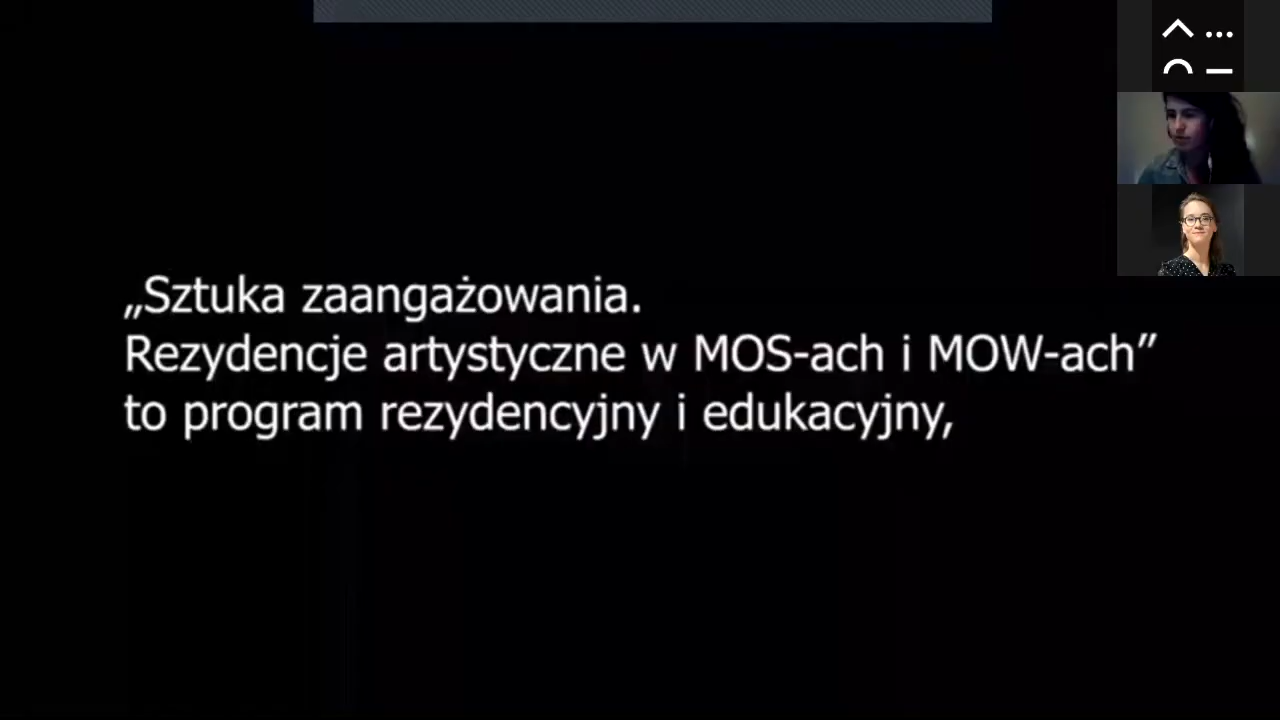 „Sztuka zaangażowania.
Rezydencje artystyczne w MOS-ach i MOW-ach”
to program rezydencyjny i edukacyjny,